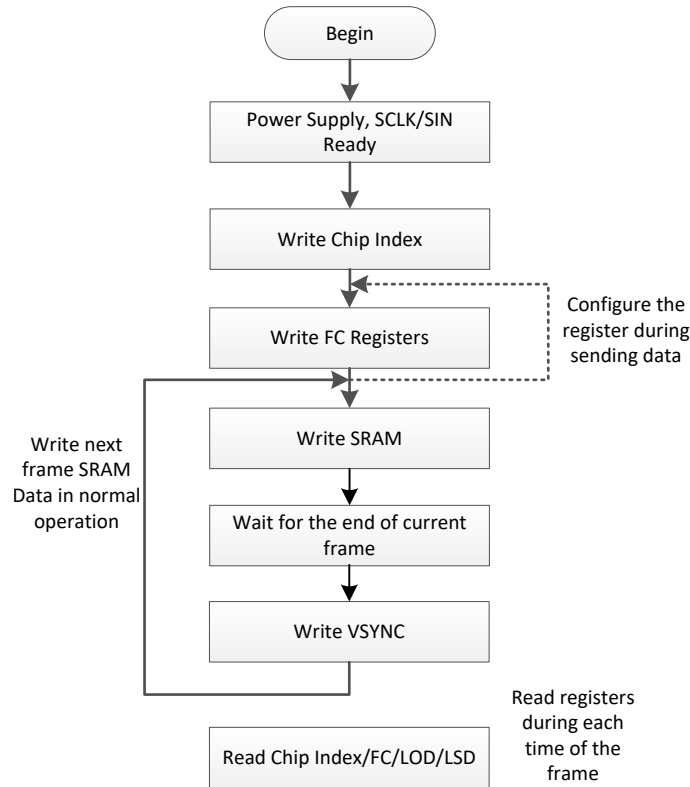 Begin
Power Supply, SCLK/SIN
Ready
Write Chip Index
Configure the
register during
sending data
Write FC Registers
Write SRAM
Write next
frame SRAM
Data in normal
operation
Wait for the end of current
frame
Write VSYNC
Read registers
during each
time of the
frame
Read Chip Index/FC/LOD/LSD